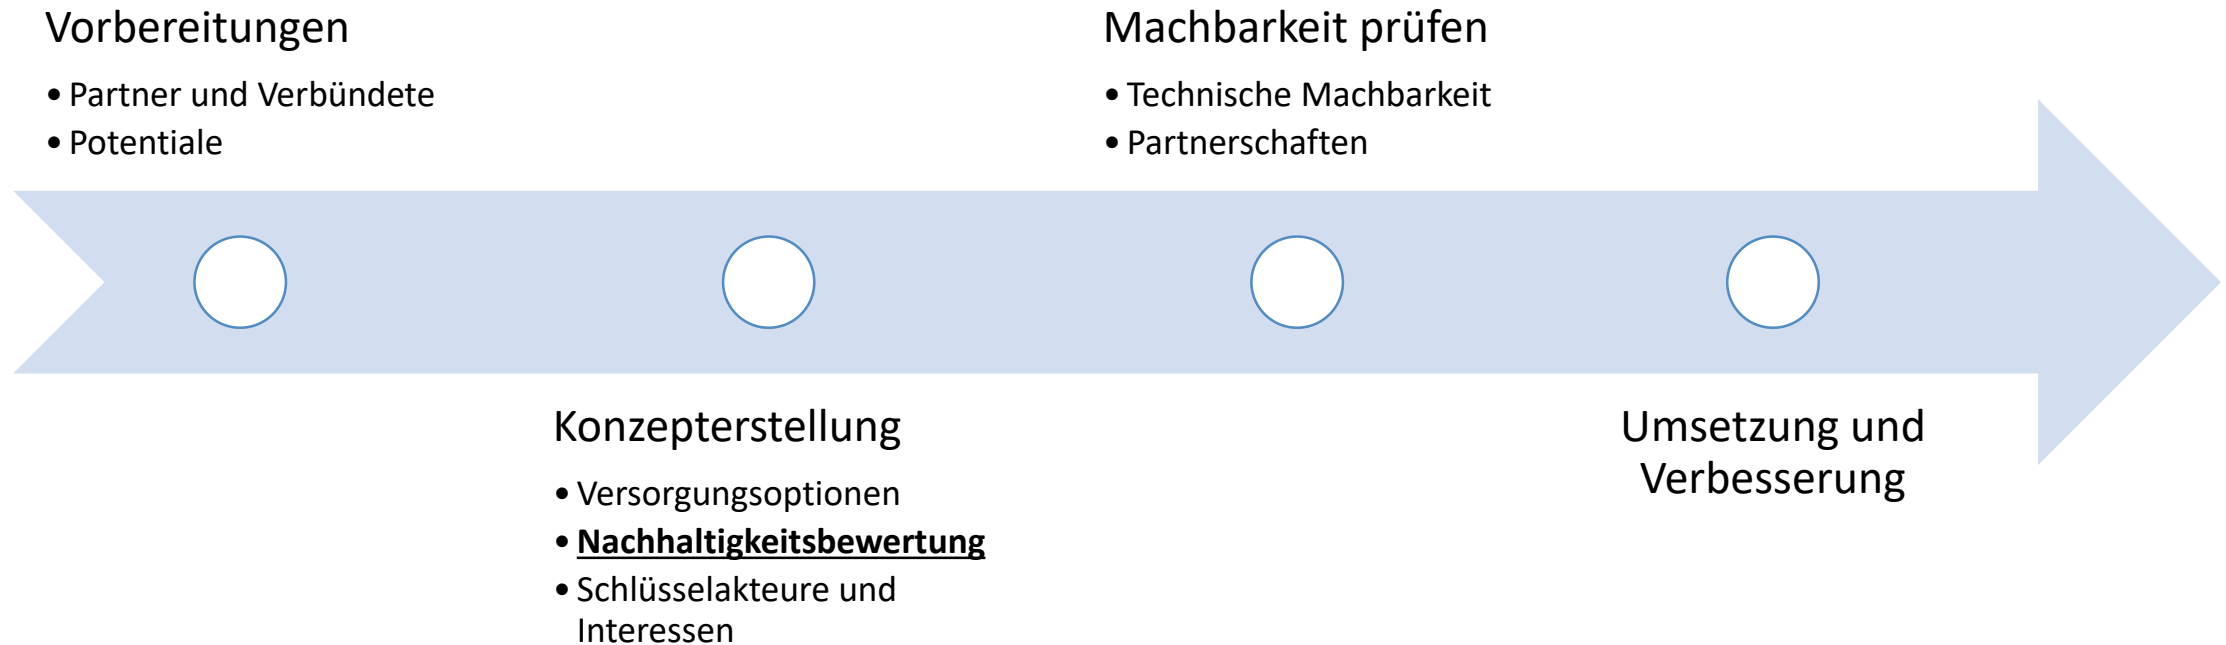 Vorbereitungen
• Partner und Verbündete
• Potentiale
Konzepterstellung
• Versorgungsoptionen
• Nachhaltigkeitsbewertung
• Schlüsselakteure und
Interessen
Machbarkeit prüfen
• Technische Machbarkeit
• Partnerschaften
Umsetzung und
Verbesserung